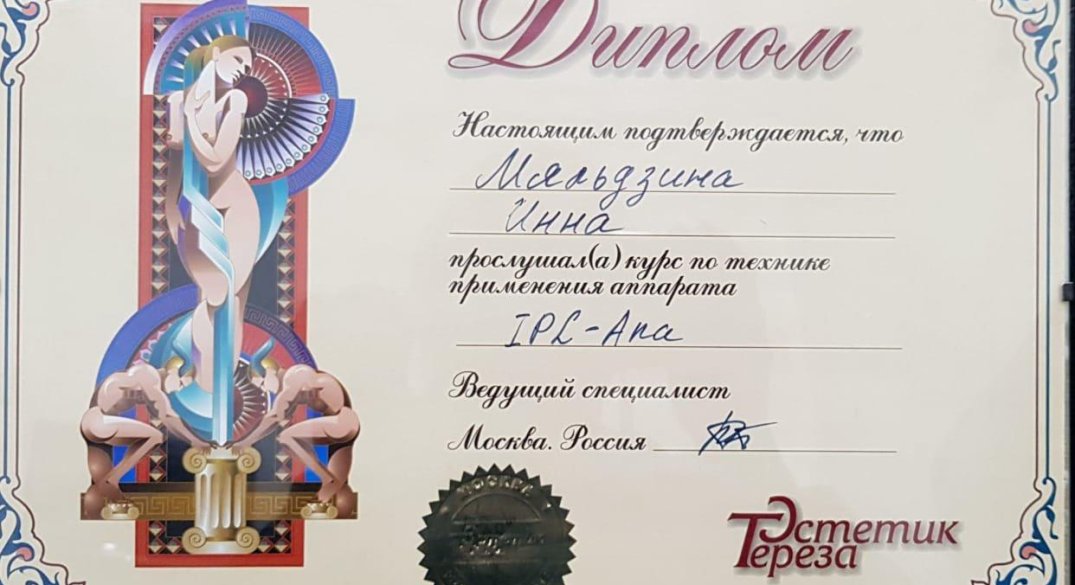 Диплом
Настоящим подтверждается, что
Мяльдзина
Инна
прослушал(а) курс по технике
применения аппарата
IPL-Ana
Ведущий специалист
Москва. Россия
МОСКВА
Эстетик
Тереза